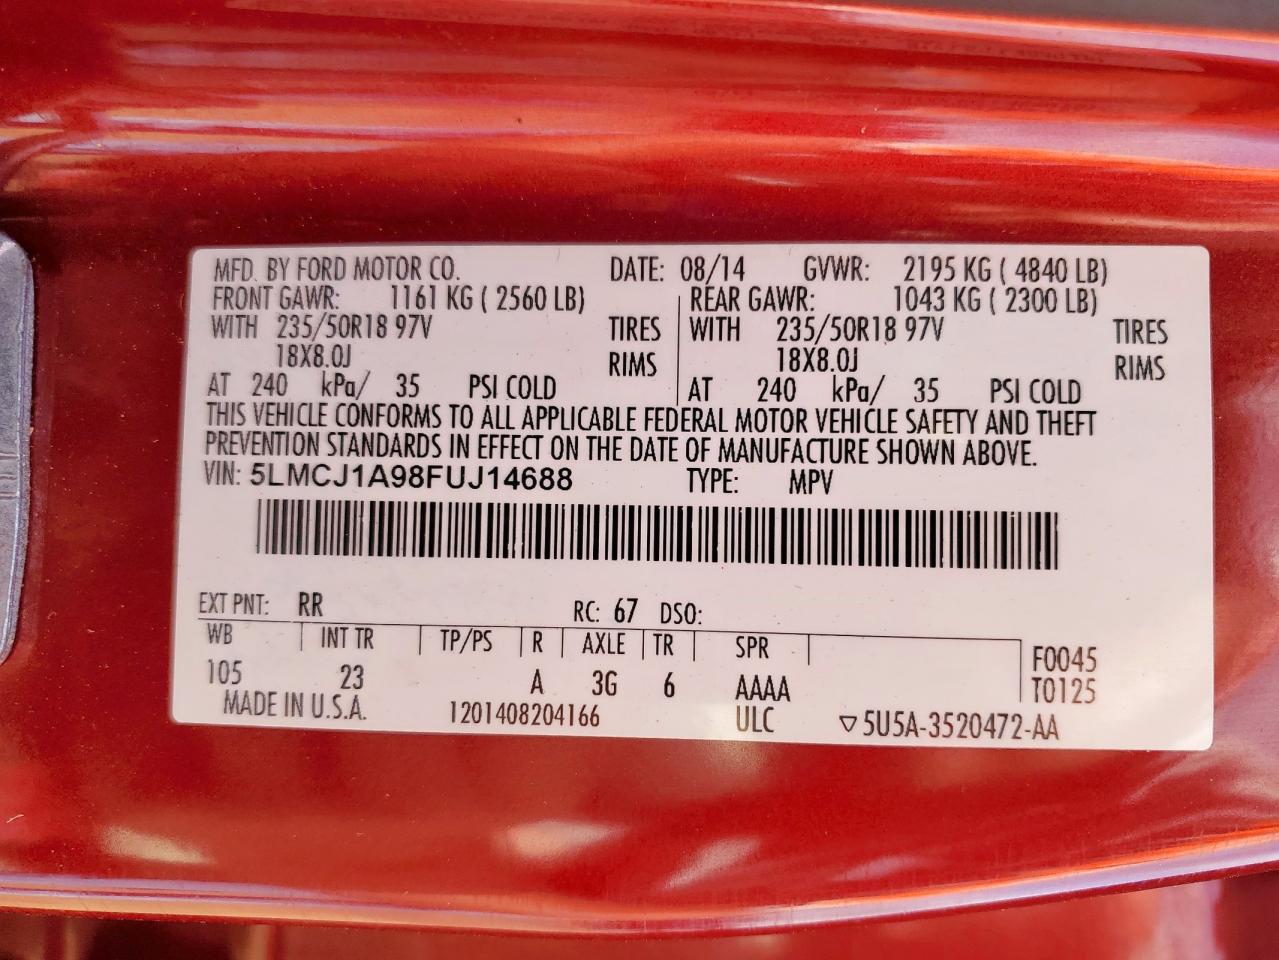 MFD. BY FORD MOTOR CO. DATE: 08/14 GVWR: 2195 KG ( 4840 LB)
FRONT GAWR: 1161 KG ( 2560 LB) REAR GAWR: 1043 KG ( 2300 LB)
WITH 235/50R18 97V TIRES WITH 235/50R18 97V TIRES
18X8.0J RIMS 18X8.0J RIMS
AT 240 kPa/ 35 PSI COLD AT 240 kPa/ 35 PSI COLD
THIS VEHICLE CONFORMS TO ALL APPLICABLE FEDERAL MOTOR VEHICLE SAFETY AND THEFT
PREVENTION STANDARDS IN EFFECT ON THE DATE OF MANUFACTURE SHOWN ABOVE.
VIN: 5LMCJ1A98FUJ14688 TYPE: MPV
EXT PNT: RR RC: 67 DSO:
WB INT TR TP/PS R AXLE TR SPR F0045
105 23 A 3G 6 AAAA T0125
MADE IN U.S.A. 1201408204166 ULC ▽5U5A-3520472-AA